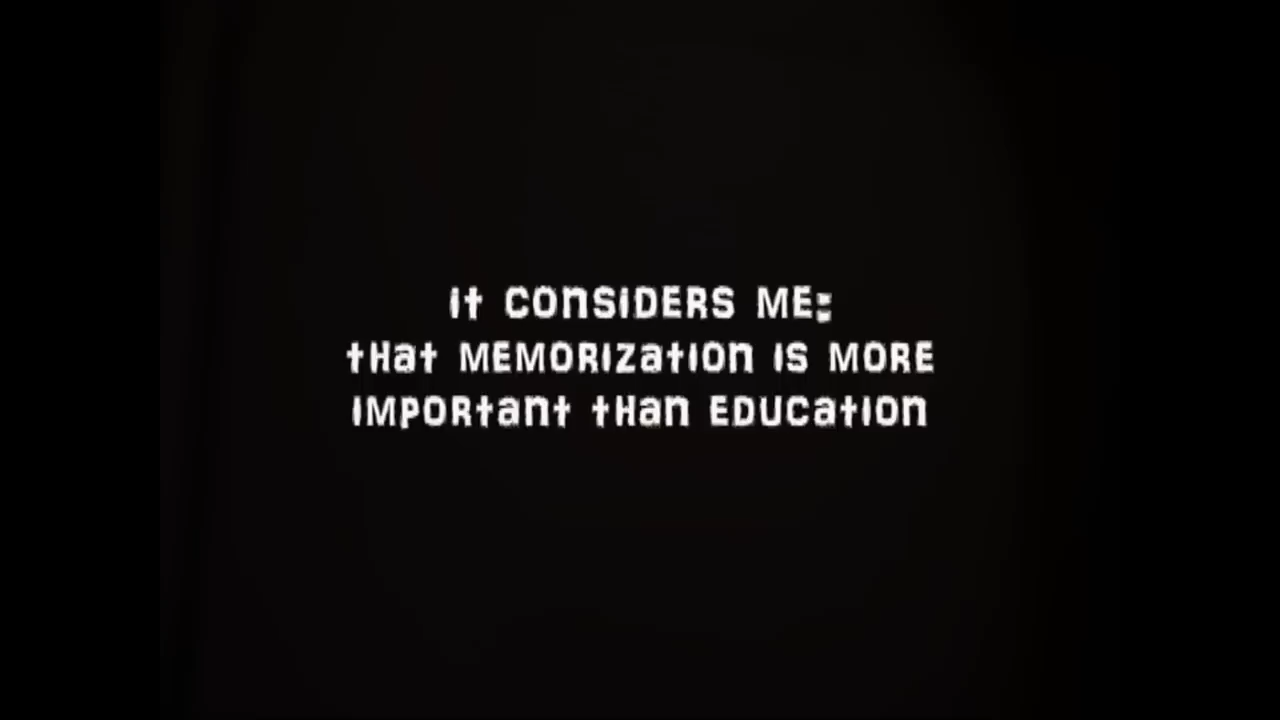 It CONSIDERS ME:
tHat MEMORIZatION IS MORE
IMPORtant tHan EDUCatION